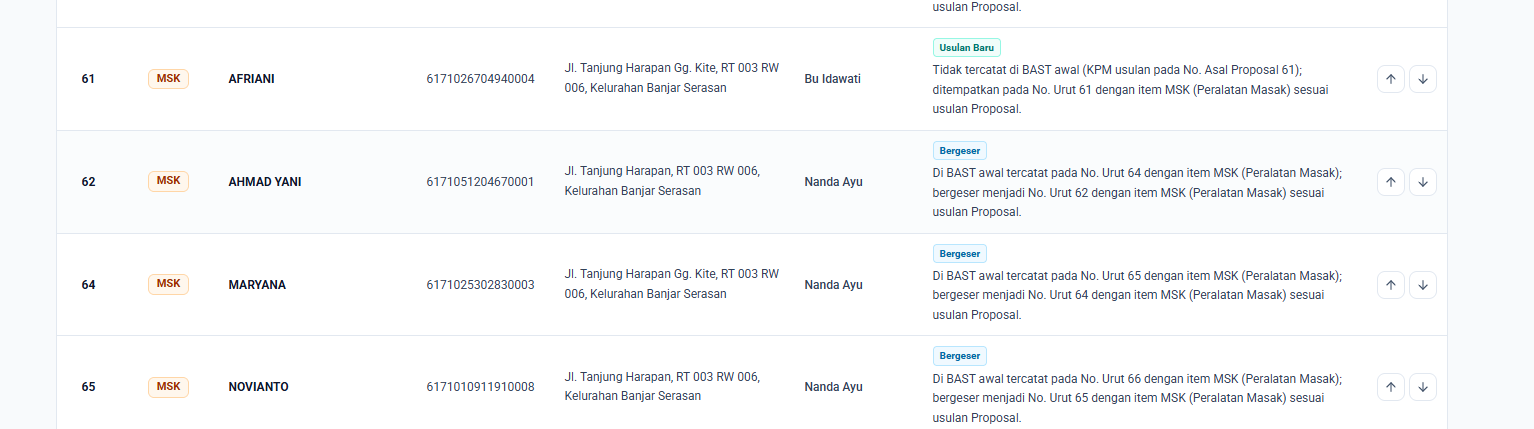 usulan Proposal.
Usulan Baru
61 MSK AFRIANI 6171026704940004 Jl. Tanjung Harapan Gg. Kite, RT 003 RW
006, Kelurahan Banjar Serasan
Bu Idawati
Tidak tercatat di BAST awal (KPM usulan pada No. Asal Proposal 61);
ditempatkan pada No. Urut 61 dengan item MSK (Peralatan Masak) sesuai
usulan Proposal.
Bergeser
62 MSK AHMAD YANI 6171051204670001 Jl. Tanjung Harapan, RT 003 RW 006,
Kelurahan Banjar Serasan
Nanda Ayu
Di BAST awal tercatat pada No. Urut 64 dengan item MSK (Peralatan Masak);
bergeser menjadi No. Urut 62 dengan item MSK (Peralatan Masak) sesuai
usulan Proposal.
Bergeser
64 MSK MARYANA 6171025302830003 Jl. Tanjung Harapan Gg. Kite, RT 003 RW
006, Kelurahan Banjar Serasan
Nanda Ayu
Di BAST awal tercatat pada No. Urut 65 dengan item MSK (Peralatan Masak);
bergeser menjadi No. Urut 64 dengan item MSK (Peralatan Masak) sesuai
usulan Proposal.
Bergeser
65 MSK NOVIANTO 6171010911910008 Jl. Tanjung Harapan, RT 003 RW 006,
Kelurahan Banjar Serasan
Nanda Ayu
Di BAST awal tercatat pada No. Urut 66 dengan item MSK (Peralatan Masak);
bergeser menjadi No. Urut 65 dengan item MSK (Peralatan Masak) sesuai
usulan Proposal.